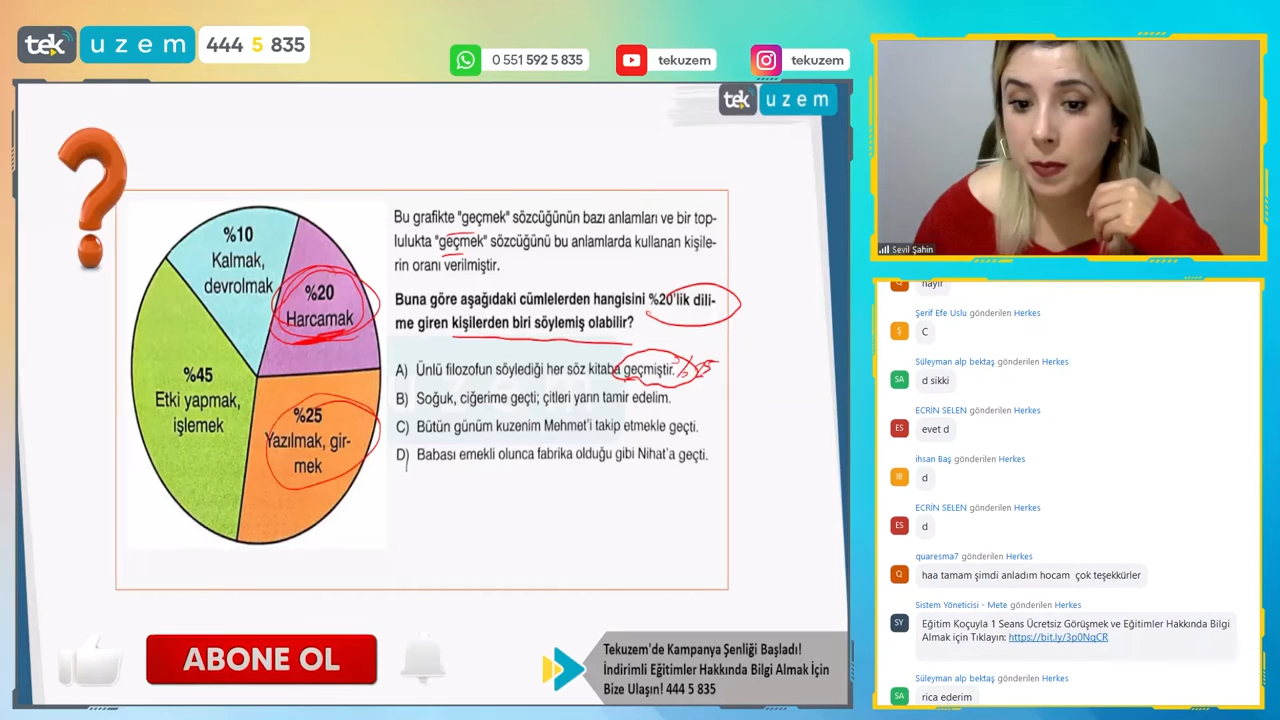 tek uzem 444 5 835
0 551 592 5 835
tekuzem
tekuzem
tek uzem
%10
Kalmak,
devrolmak
%20
Harcamak
%45
Etki yapmak,
işlemek
%25
Yazılmak, gir-
mek
Bu grafikte "geçmek" sözcüğünün bazı anlamları ve bir top-
lulukta "geçmek" sözcüğünü bu anlamlarda kullanan kişile-
rin oranı verilmiştir.
Buna göre aşağıdaki cümlelerden hangisini %20'lik dili-
me giren kişilerden biri söylemiş olabilir?
A) Ünlü filozofun söylediği her söz kitaba geçmiştir. %25
B) Soğuk, ciğerime geçti; çitleri yarın tamir edelim.
C) Bütün günüm kuzenim Mehmet'i takip etmekle geçti.
D) Babası emekli olunca fabrika olduğu gibi Nihat'a geçti.
ABONE OL
Tekuzem'de Kampanya Şenliği Başladı!
İndirimli Eğitimler Hakkında Bilgi Almak İçin
Bize Ulaşın! 444 5 835
Sevil Şahin
Q hayır
Şerif Efe Uslu gönderilen Herkes
Ş C
Süleyman alp bektaş gönderilen Herkes
SA d sikki
ECRİN SELEN gönderilen Herkes
ES evet d
ihsan Baş gönderilen Herkes
İB d
ECRİN SELEN gönderilen Herkes
ES d
quaresma7 gönderilen Herkes
Q haa tamam şimdi anladım hocam çok teşekkürler
Sistem Yöneticisi - Mete gönderilen Herkes
SY Eğitim Koçuyla 1 Seans Ücretsiz Görüşmek ve Eğitimler Hakkında Bilgi
Almak için Tıklayın: https://bit.ly/3p0NqCR
Süleyman alp bektaş gönderilen Herkes
SA rica ederim